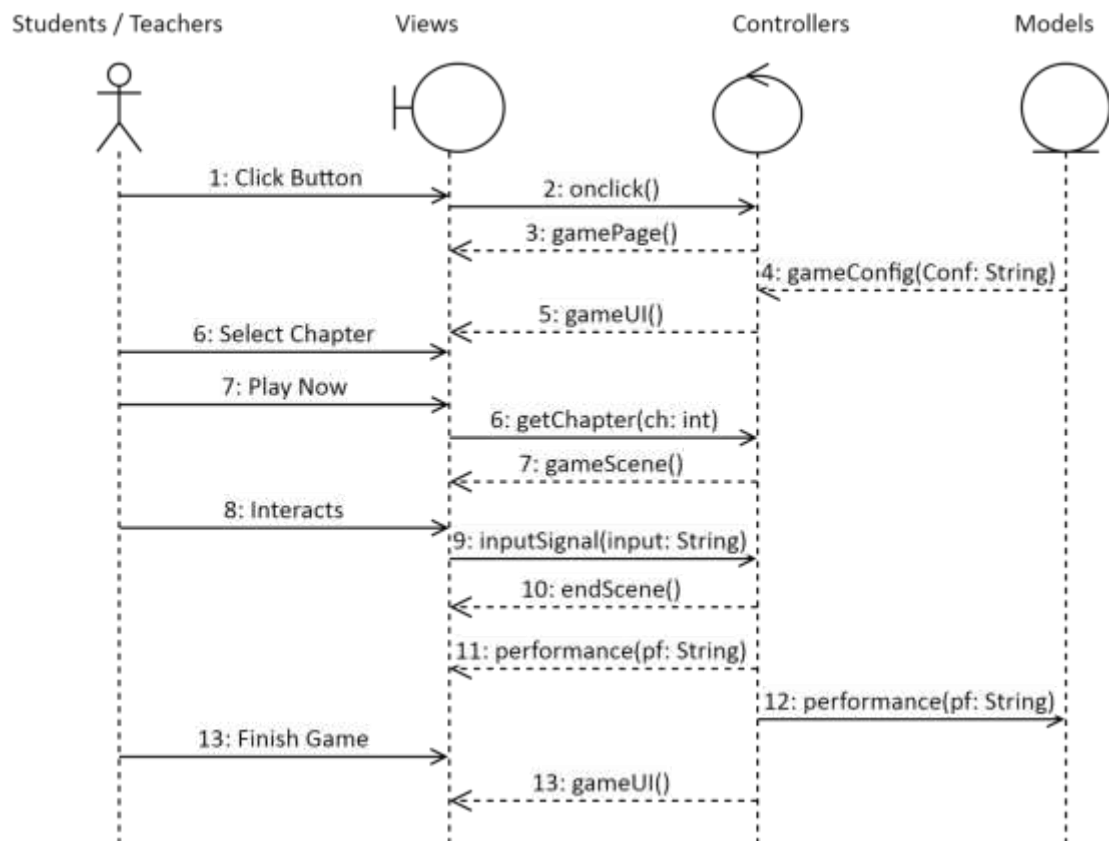 Students / Teachers
Views
Controllers
Models
1: Click Button
2: onclick()
3: gamePage()
4: gameConfig(Conf: String)
5: gameUI()
6: Select Chapter
7: Play Now
6: getChapter(ch: int)
7: gameScene()
8: Interacts
9: inputSignal(input: String)
10: endScene()
11: performance(pf: String)
12: performance(pf: String)
13: Finish Game
13: gameUI()